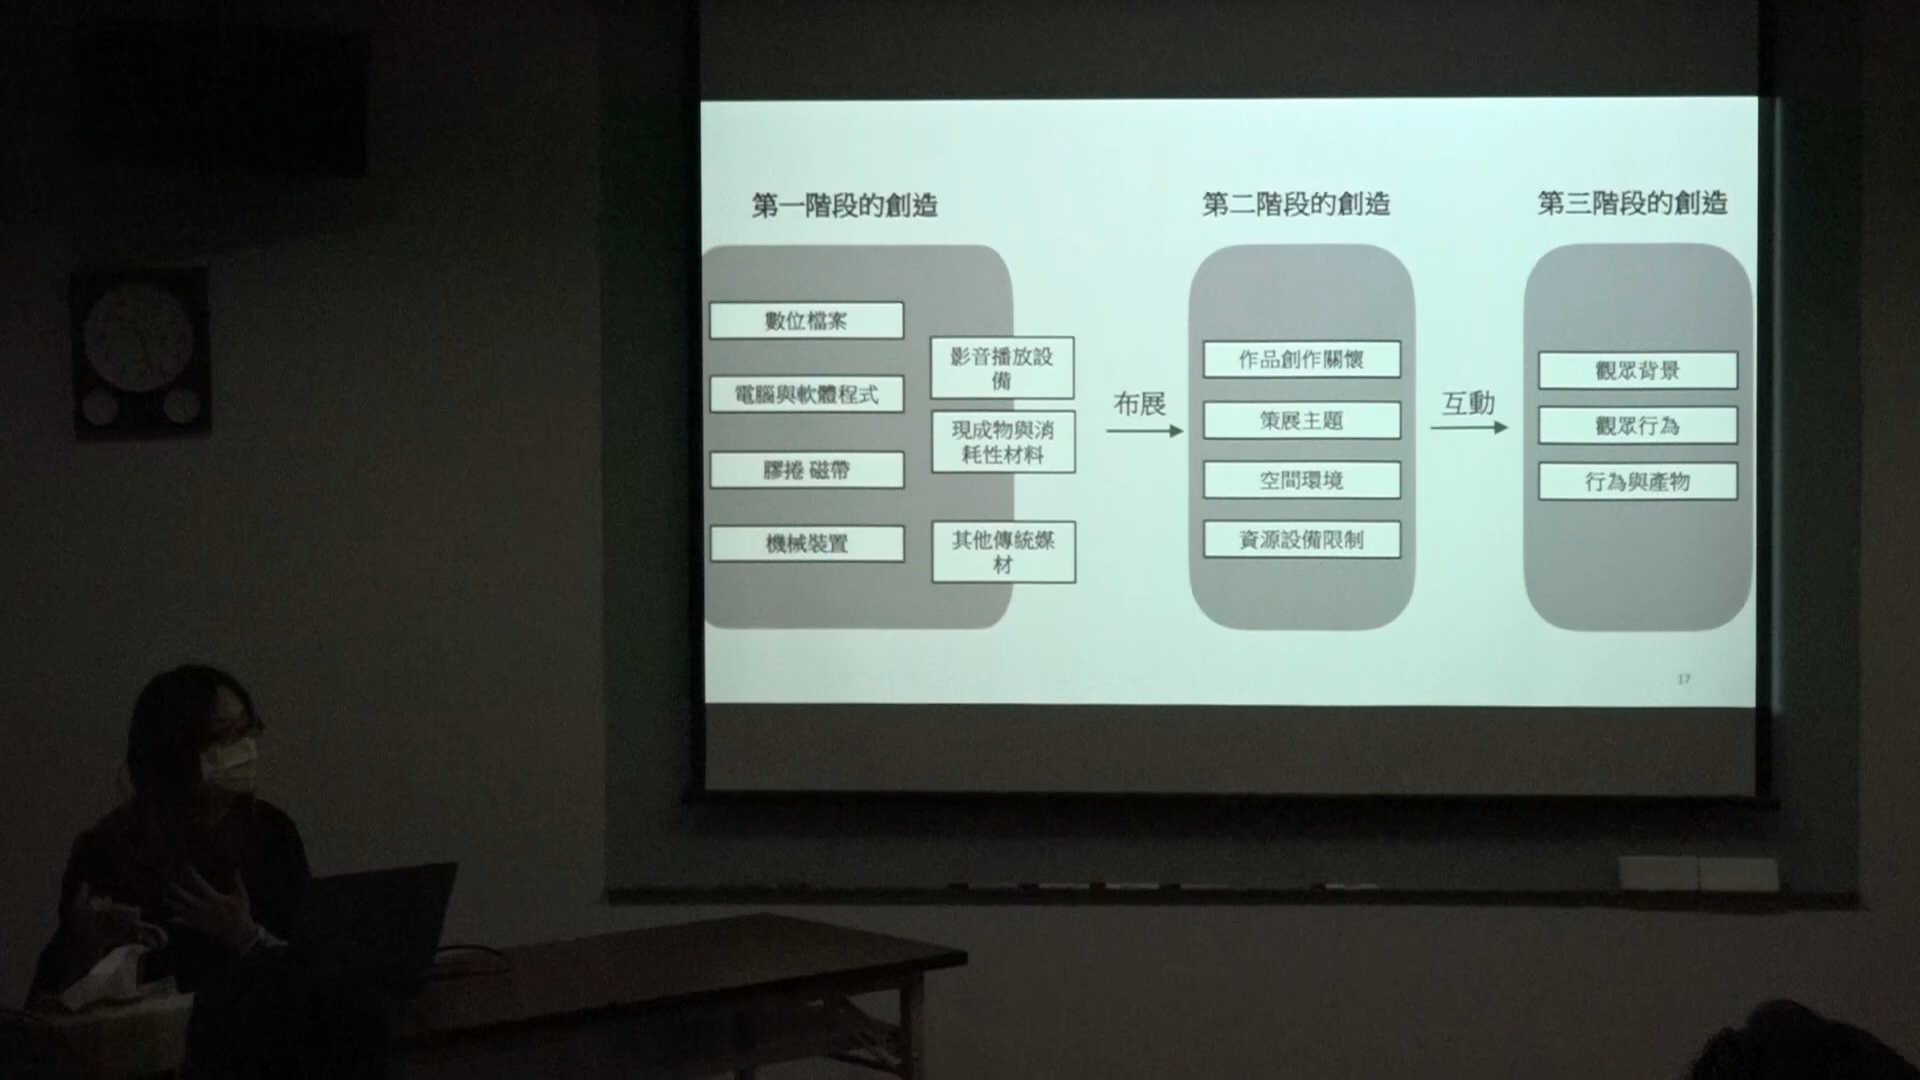 第一階段的創造
數位檔案
電腦與軟體程式
膠捲 磁帶
機械裝置
影音播放設
備
現成物與消
耗性材料
其他傳統媒
材
布展
第二階段的創造
作品創作關懷
策展主題
空間環境
資源設備限制
互動
第三階段的創造
觀眾背景
觀眾行為
行為與產物
17